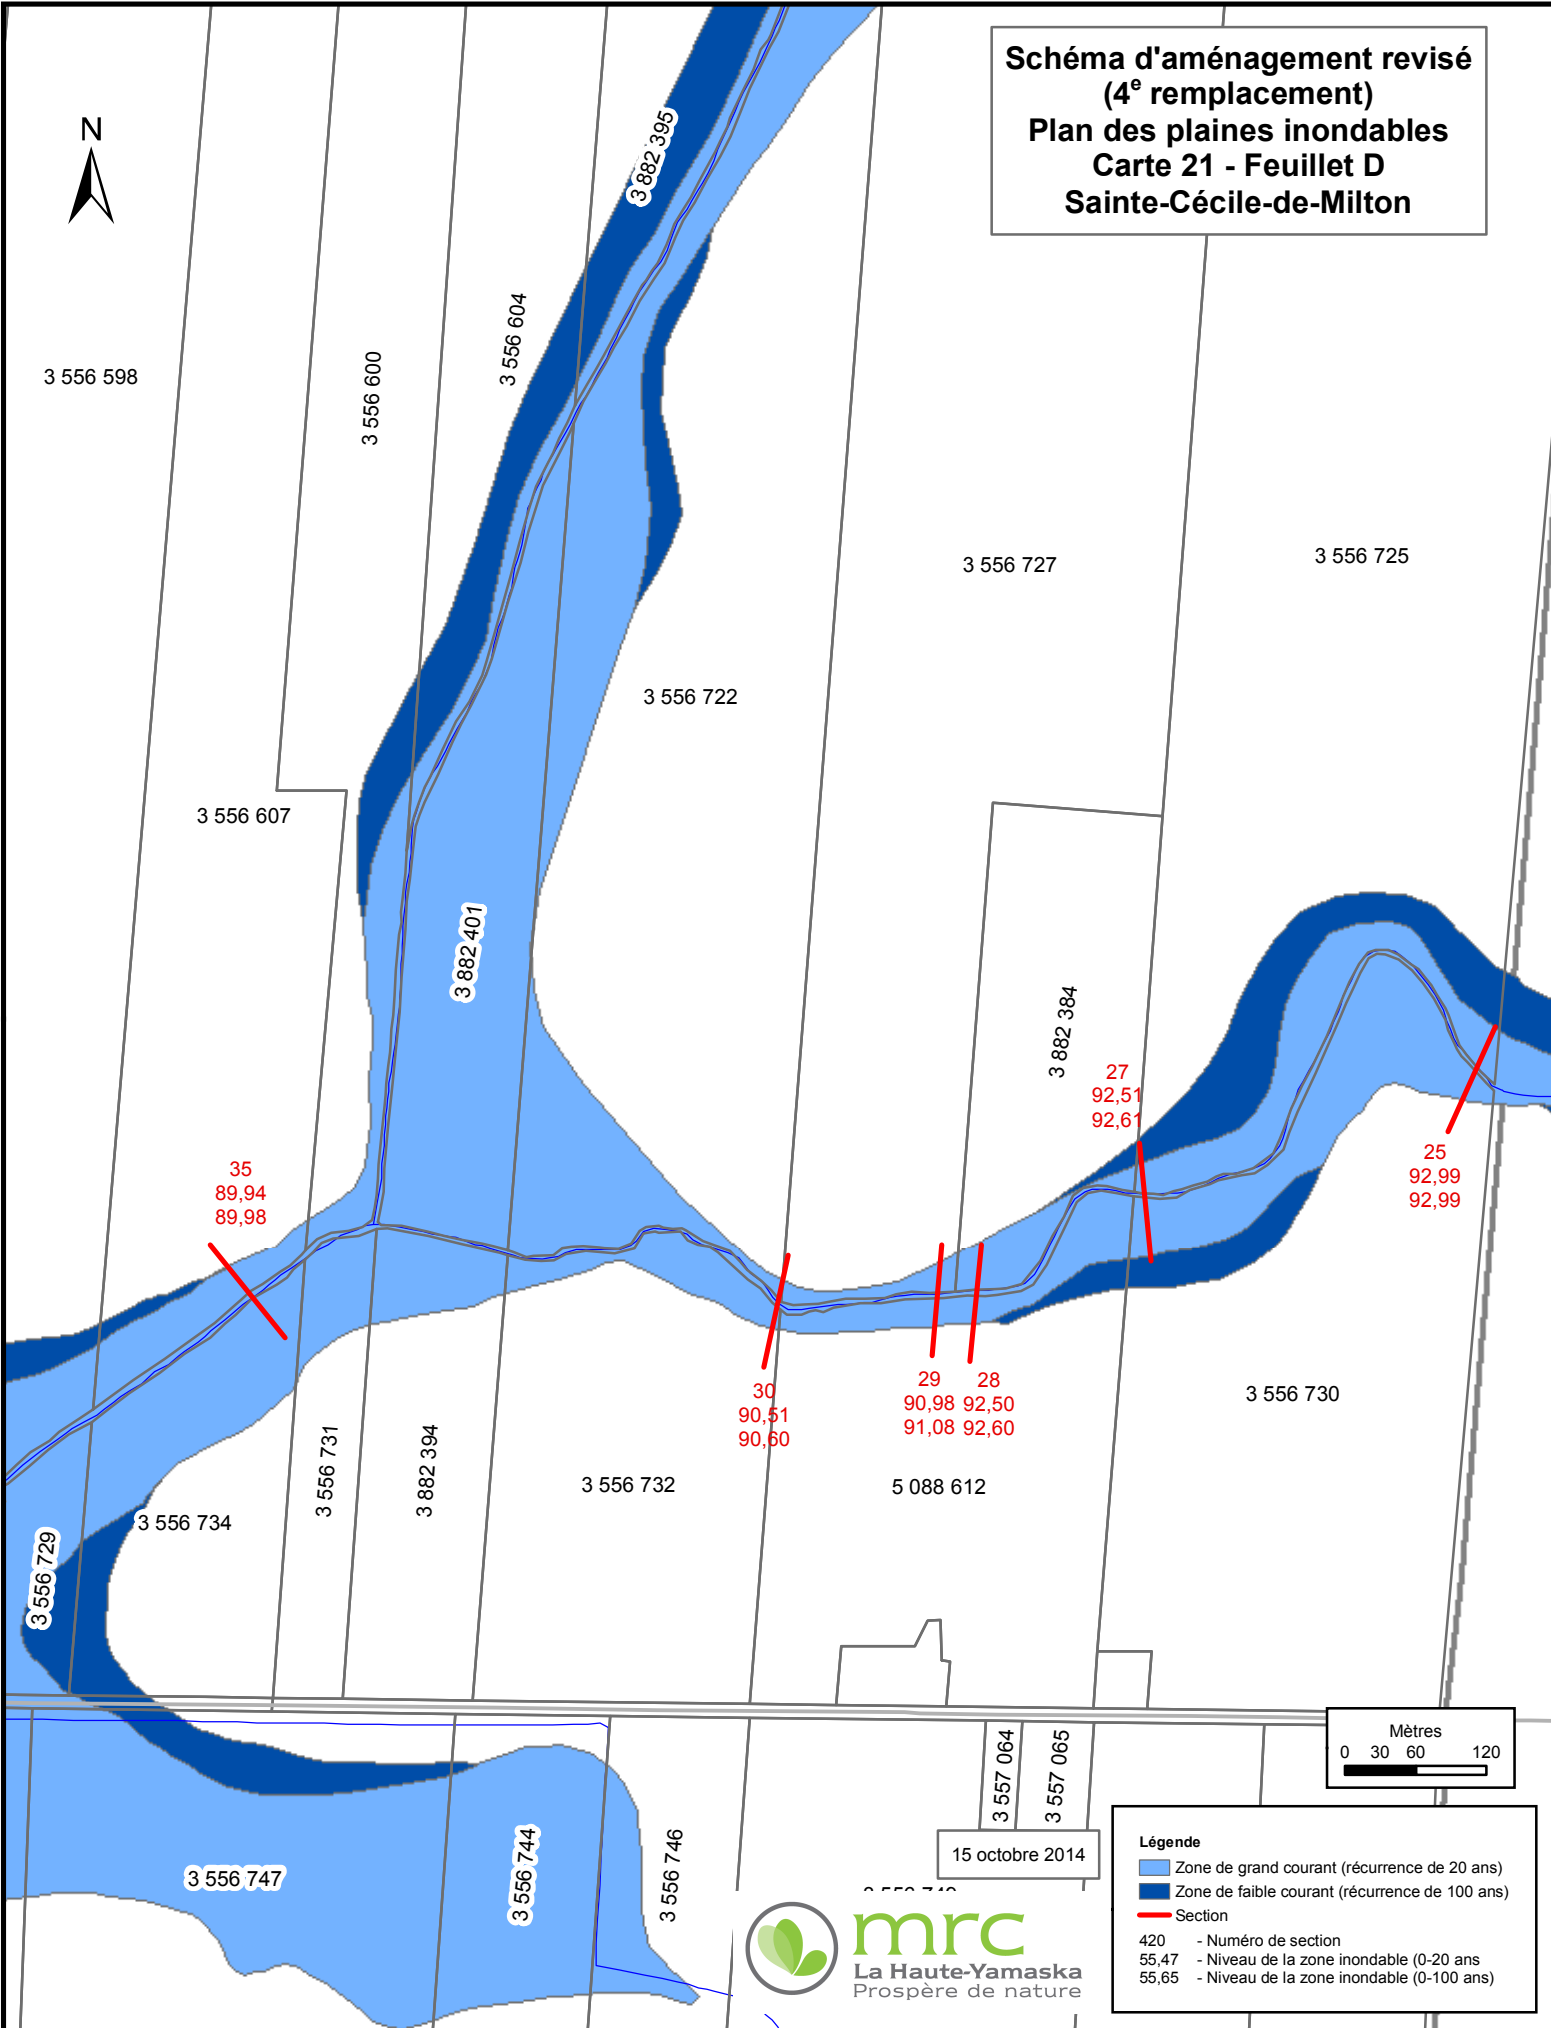 Schéma d'aménagement revisé
(4e remplacement)
Plan des plaines inondables
Carte 21 - Feuillet D
Sainte-Cécile-de-Milton
N
3 882 395
3 556 604
3 556 600
3 556 598
3 556 727
3 556 725
3 556 722
3 556 607
3 882 401
3 882 384
27
92,51
92,61
25
92,99
92,99
35
89,94
89,98
30
90,51
90,60
29
90,98
91,08
28
92,50
92,60
3 556 730
3 556 731
3 882 394
3 556 732
5 088 612
3 556 734
3 556 729
Mètres
0 30 60 120
3 557 064
3 557 065
3 556 747
3 556 744
3 556 746
15 octobre 2014
mrc
La Haute-Yamaska
Prospère de nature
Légende
Zone de grand courant (récurrence de 20 ans)
Zone de faible courant (récurrence de 100 ans)
Section
420 - Numéro de section
55,47 - Niveau de la zone inondable (0-20 ans
55,65 - Niveau de la zone inondable (0-100 ans)